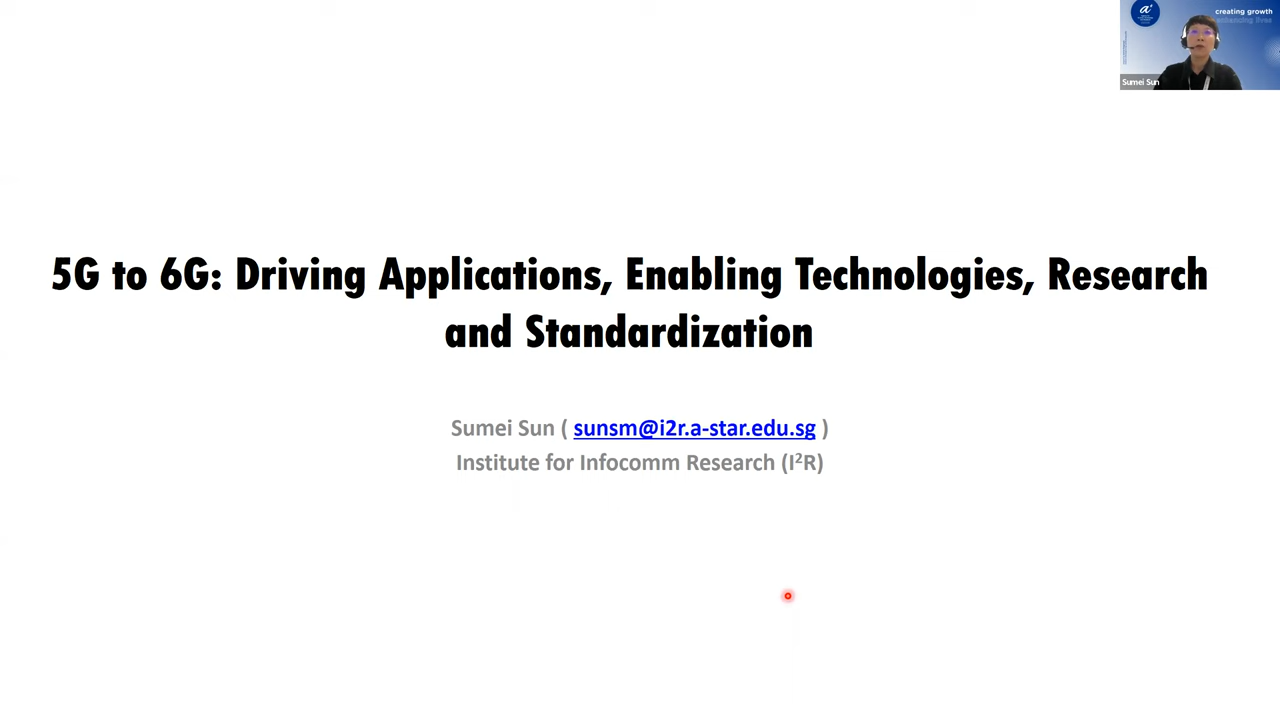 creating growth
enhancing lives
Sumei Sun
5G to 6G: Driving Applications, Enabling Technologies, Research
and Standardization
Sumei Sun ( sunsm@i2r.a-star.edu.sg )
Institute for Infocomm Research (I²R)